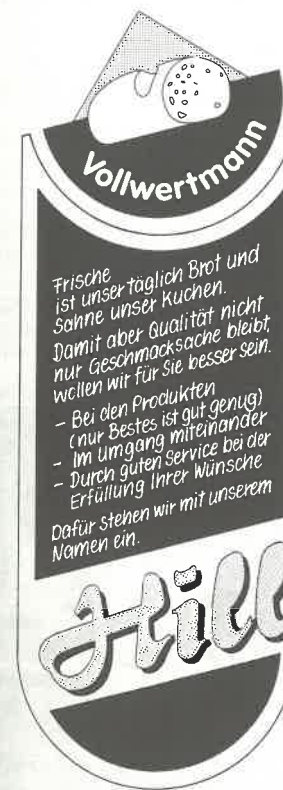 Vollwertmann
Frische
ist unser täglich Brot und
Sahne unser Kuchen.
Damit aber Qualität nicht
nur Geschmacksache bleibt,
wollen wir für Sie besser sein.
- Bei den Produkten
(nur Bestes ist gut genug)
- Im Umgang miteinander
- Durch guten Service bei der
Erfüllung Ihrer Wünsche
Dafür stehen wir mit unserem
Namen ein.